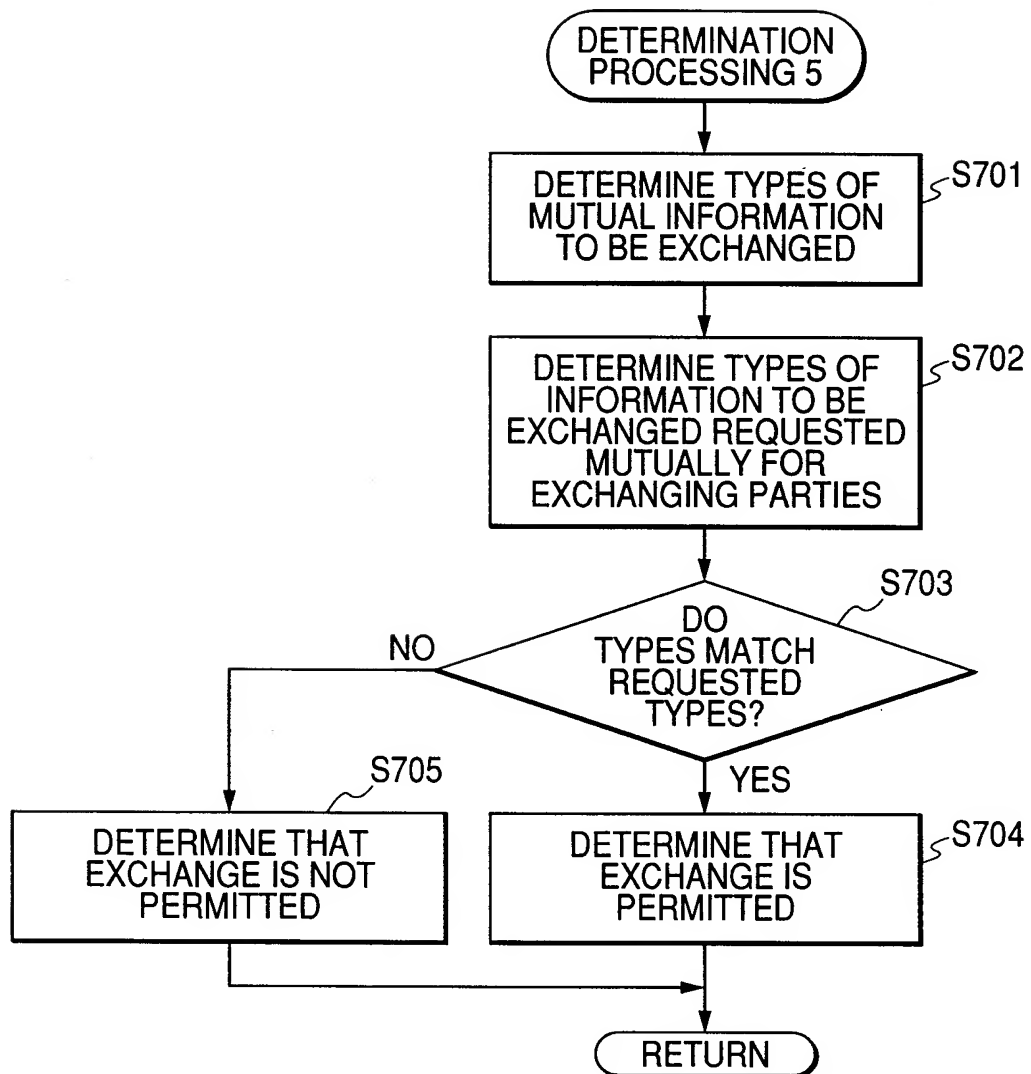 DETERMINATION
PROCESSING 5
S701
DETERMINE TYPES OF
MUTUAL INFORMATION
TO BE EXCHANGED
S702
DETERMINE TYPES OF
INFORMATION TO BE
EXCHANGED REQUESTED
MUTUALLY FOR
EXCHANGING PARTIES
S703
DO
TYPES MATCH
REQUESTED
TYPES?
NO
YES
S705
DETERMINE THAT
EXCHANGE IS NOT
PERMITTED
S704
DETERMINE THAT
EXCHANGE IS
PERMITTED
RETURN